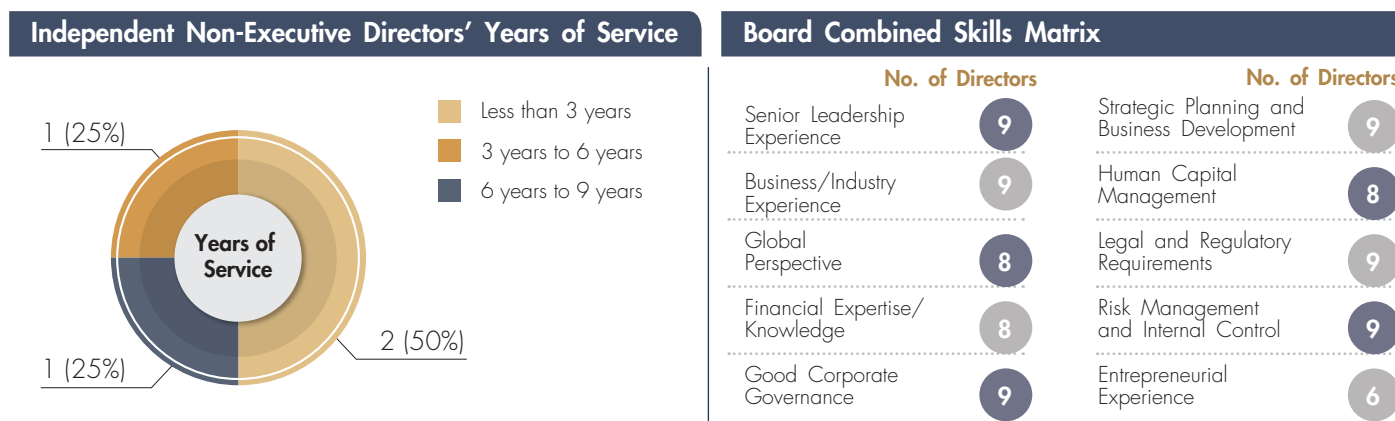 Independent Non-Executive Directors' Years of Service
1 (25%)
Less than 3 years
3 years to 6 years
6 years to 9 years
Years of
Service
2 (50%)
1 (25%)
Board Combined Skills Matrix
No. of Directors
Senior Leadership
Experience
9
Business/Industry
Experience
9
Global
Perspective
8
Financial Expertise/
Knowledge
8
Good Corporate
Governance
9
No. of Directors
Strategic Planning and
Business Development
9
Human Capital
Management
8
Legal and Regulatory
Requirements
9
Risk Management
and Internal Control
9
Entrepreneurial
Experience
6